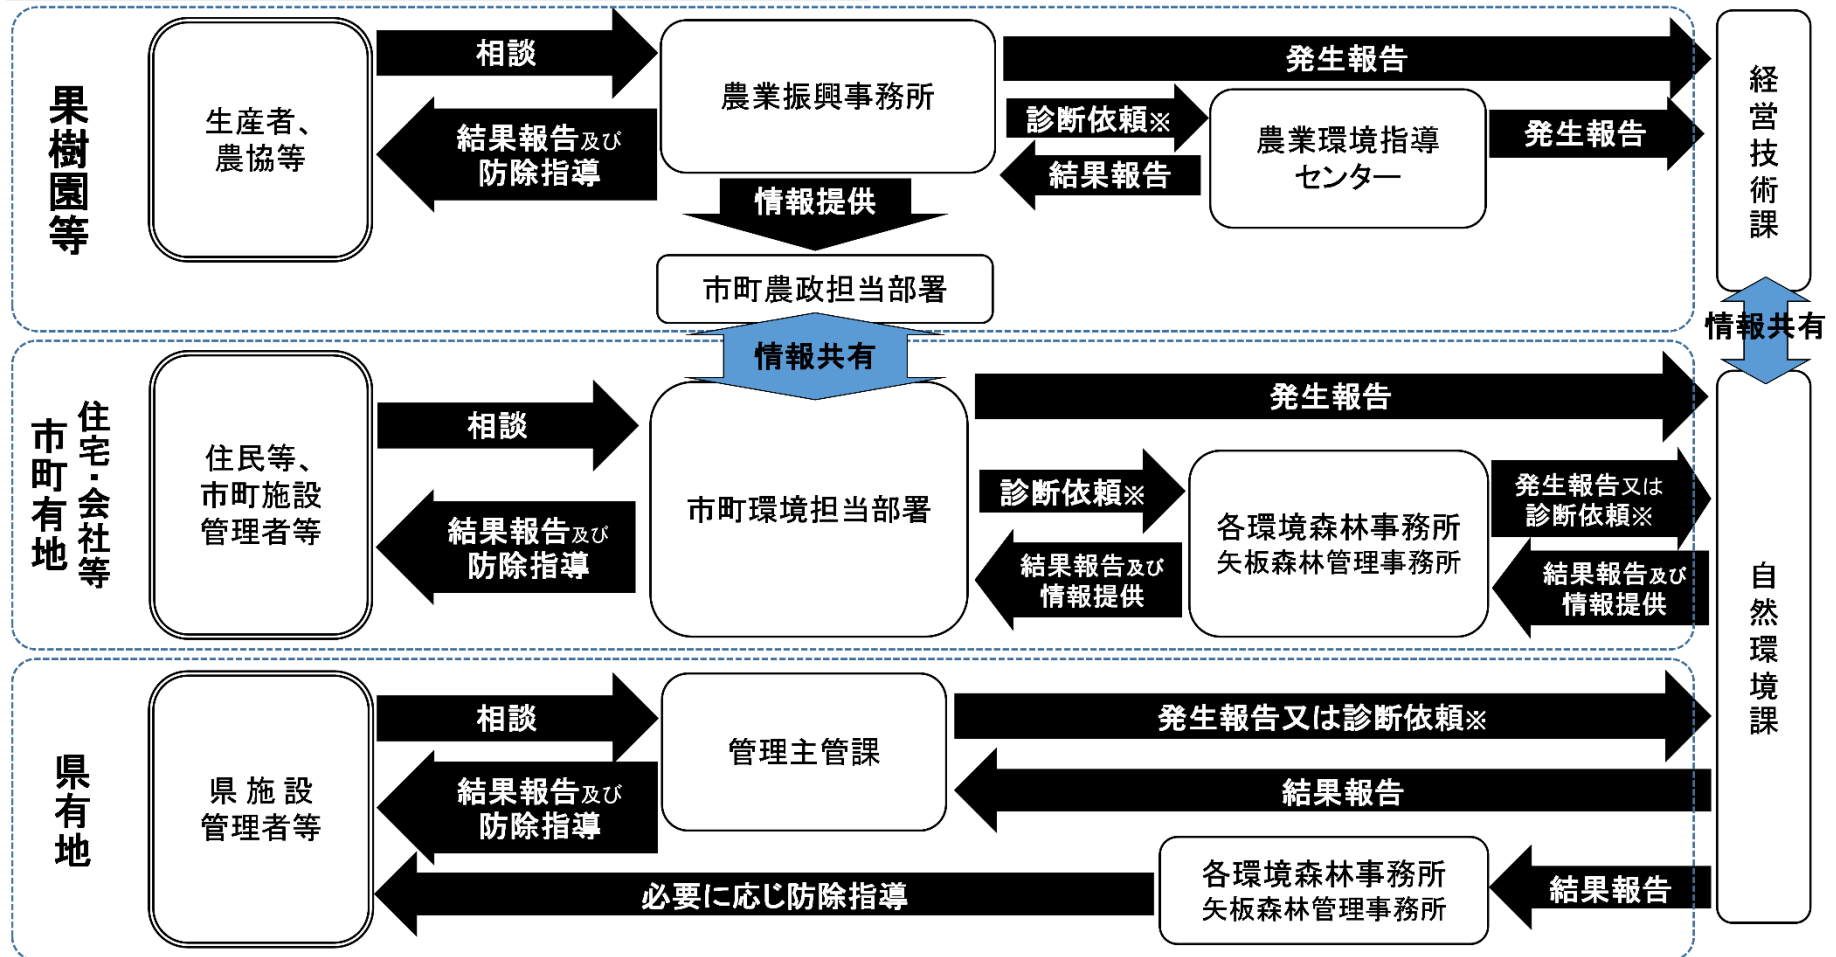 果樹園等
生産者、
農協等
相談
結果報告及び
防除指導
農業振興事務所
情報提供
市町農政担当部署
発生報告
診断依頼※
結果報告
農業環境指導
センター
発生報告
経営技術課
情報共有
情報共有
住宅・会社等
市町有地
住民等、
市町施設
管理者等
相談
結果報告及び
防除指導
市町環境担当部署
発生報告
診断依頼※
結果報告及び
情報提供
各環境森林事務所
矢板森林管理事務所
発生報告又は
診断依頼※
結果報告及び
情報提供
自然環境課
県有地
県施設
管理者等
相談
結果報告及び
防除指導
管理主管課
発生報告又は診断依頼※
結果報告
必要に応じ防除指導
各環境森林事務所
矢板森林管理事務所
結果報告